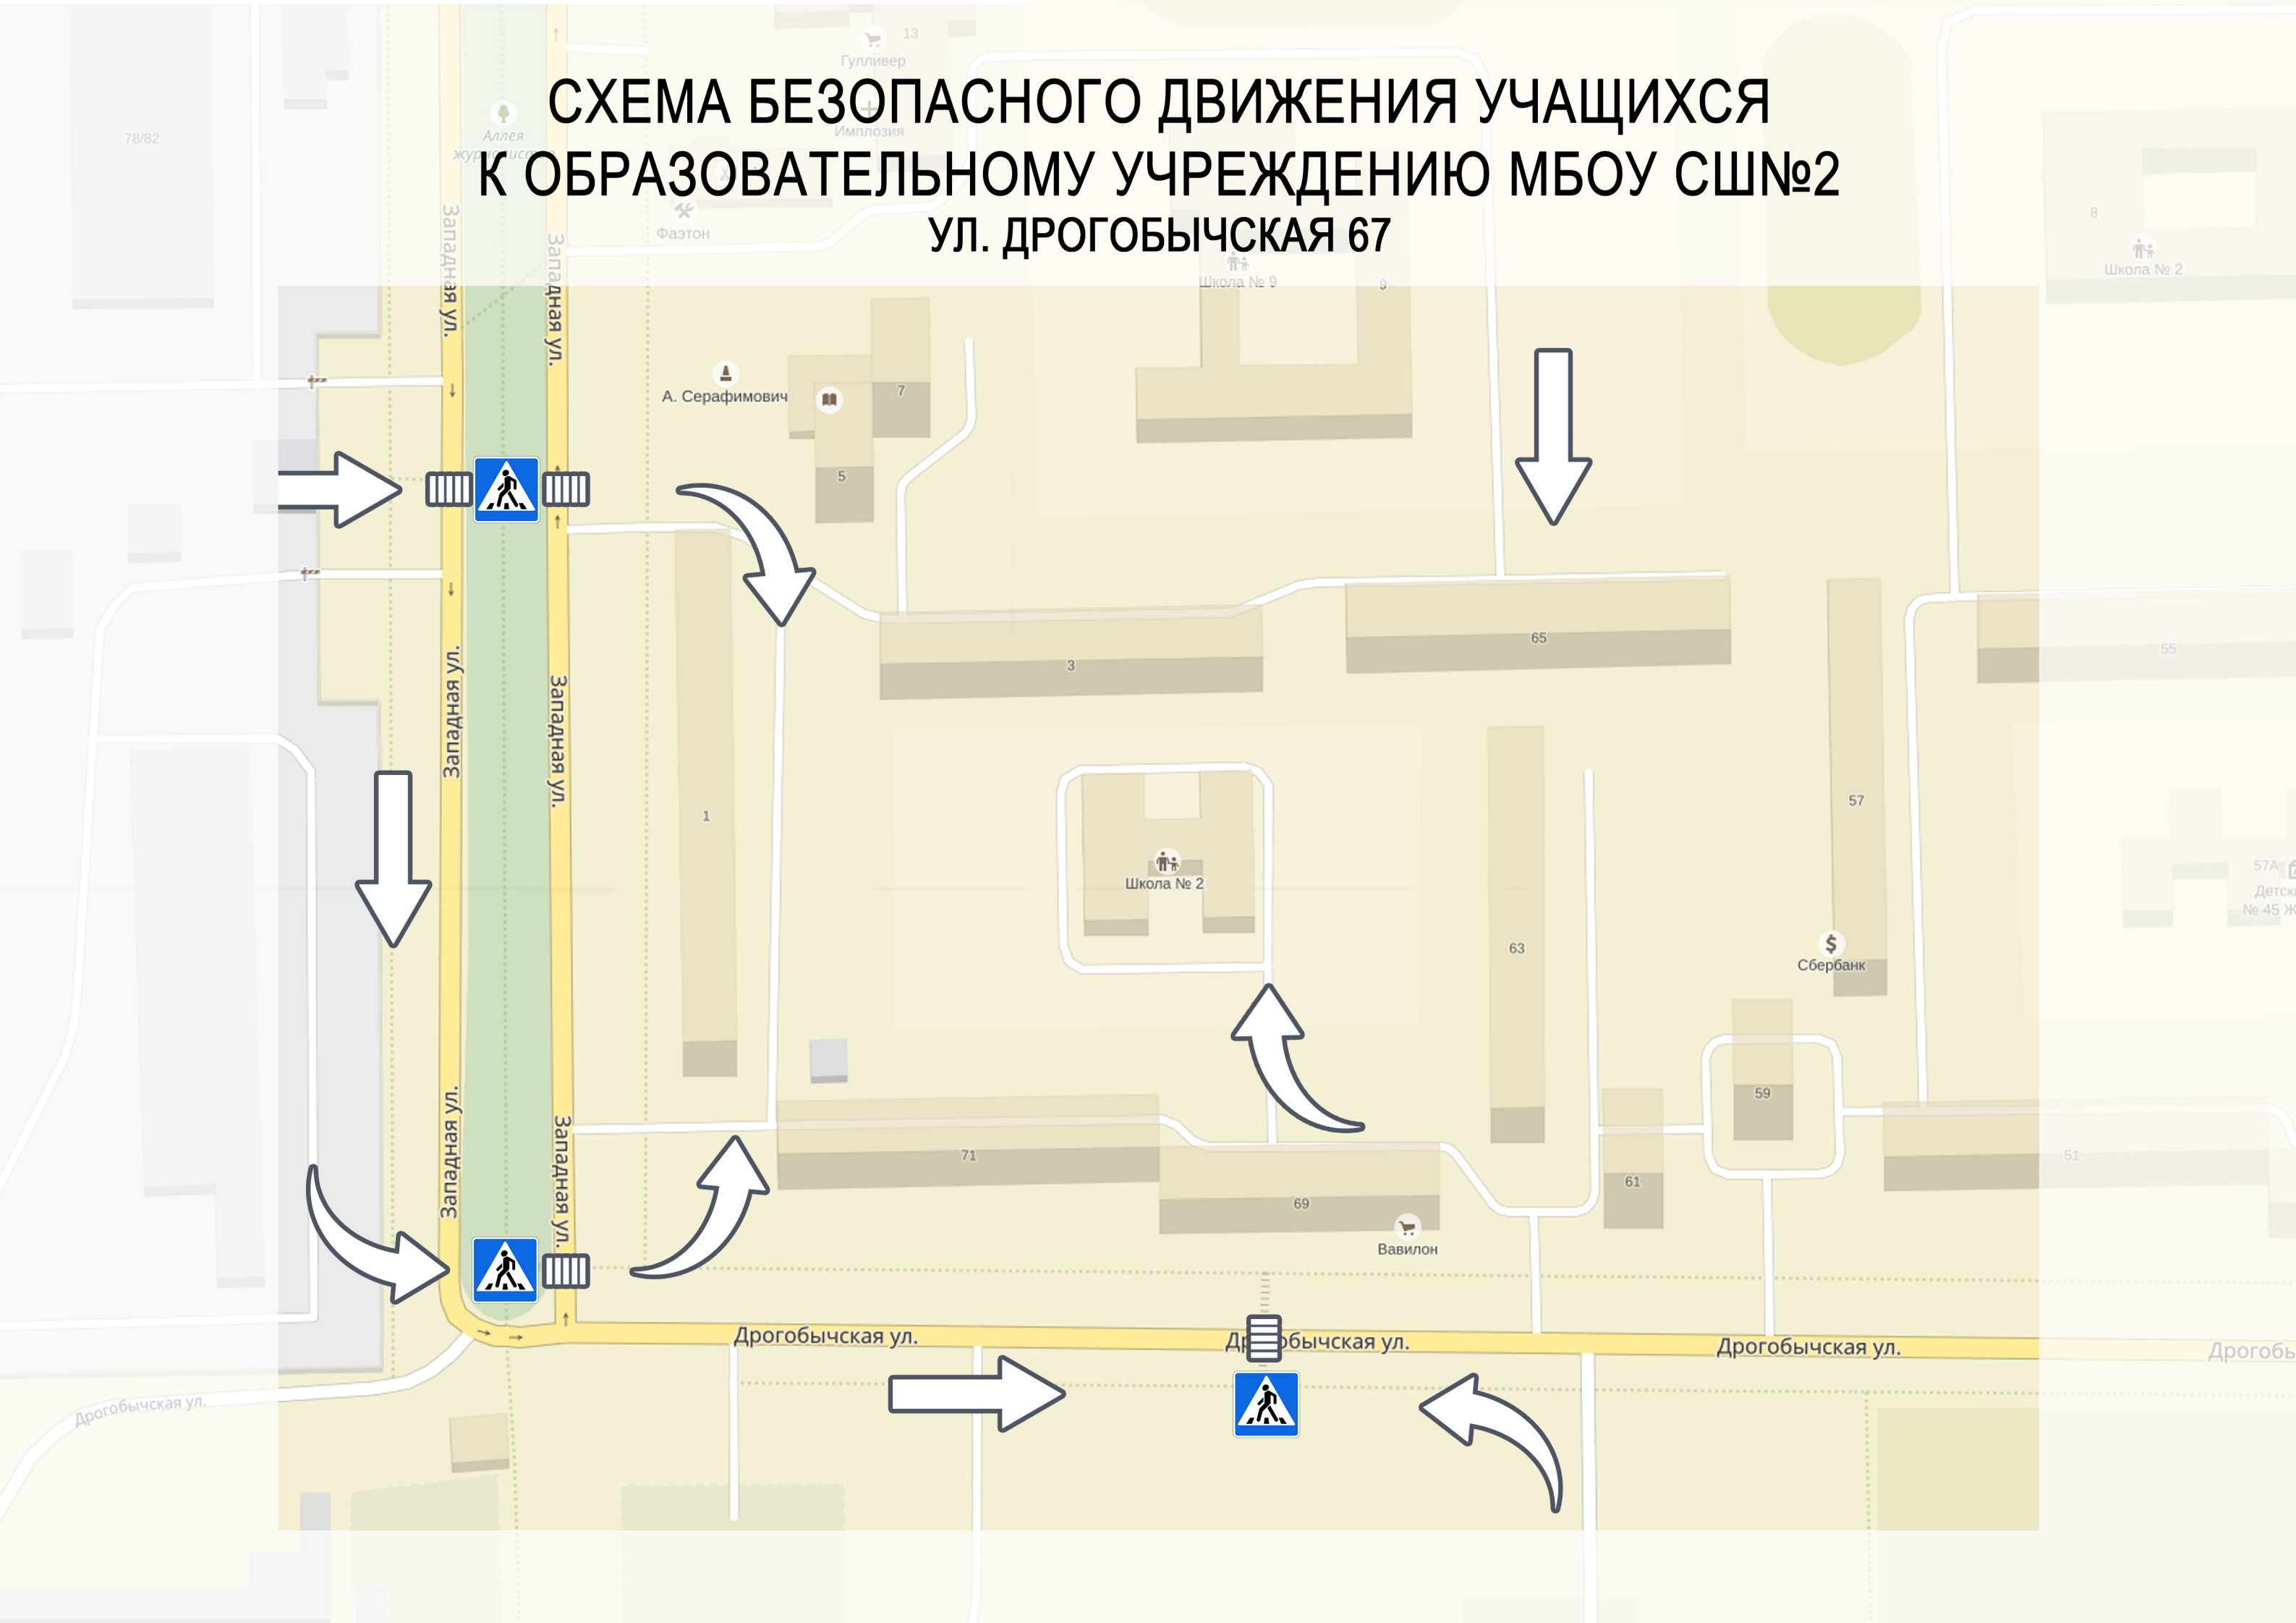 13
Гулливер
СХЕМА БЕЗОПАСНОГО ДВИЖЕНИЯ УЧАЩИХСЯ
Имплозия
78/82
Аллея
К ОБРАЗОВАТЕЛЬНОМУ УЧРЕЖДЕНИЮ МБОУ СШ№2
УЛ. ДРОГОБЫЧСКАЯ 67
8
Школа № 2
Фаэтон
Школа № 9
9
Западная ул.
Западная ул.
А. Серафимович
7
5
3
65
55
Западная ул.
Западная ул.
1
57
Школа № 2
57А
№ 45
63
Сбербанк
59
Западная ул.
Западная ул.
71
51
61
69
Вавилон
Дрогобычская ул.
Дрогобычская ул.
Дрогобычская ул.
Дрогобычская ул.